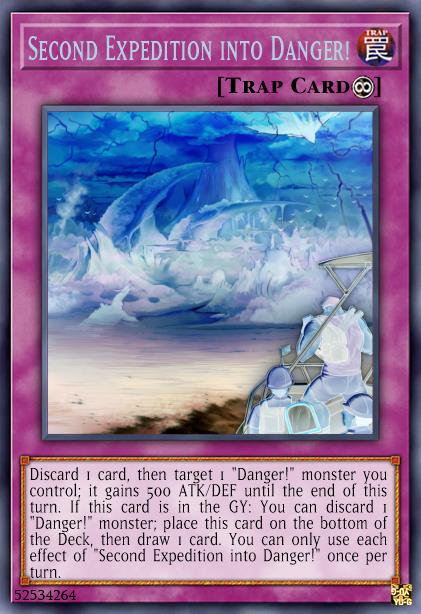 Second Expedition into Danger!
TRAP
罠
[Trap Card]
Discard 1 card, then target 1 "Danger!" monster you
control; it gains 500 ATK/DEF until the end of this
turn. If this card is in the GY: You can discard 1
"Danger!" monster; place this card on the bottom of
the Deck, then draw 1 card. You can only use each
effect of "Second Expedition into Danger!" once per
turn.
52534264